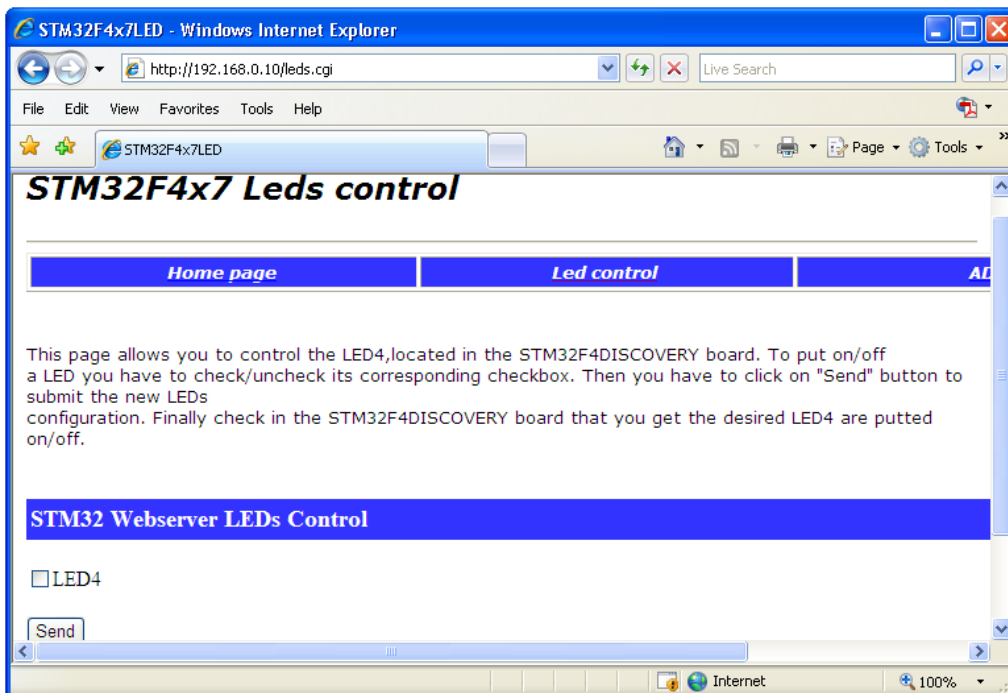 STM32F4x7LED - Windows Internet Explorer
http://192.168.0.10/leds.cgi
Live Search
File Edit View Favorites Tools Help
STM32F4x7LED
Page Tools »
STM32F4x7 Leds control
Home page Led control
This page allows you to control the LED4,located in the STM32F4DISCOVERY board. To put on/off
a LED you have to check/uncheck its corresponding checkbox. Then you have to click on "Send" button to
submit the new LEDs
configuration. Finally check in the STM32F4DISCOVERY board that you get the desired LED4 are putted
on/off.
STM32 Webserver LEDs Control
LED4
Send
Internet 100%